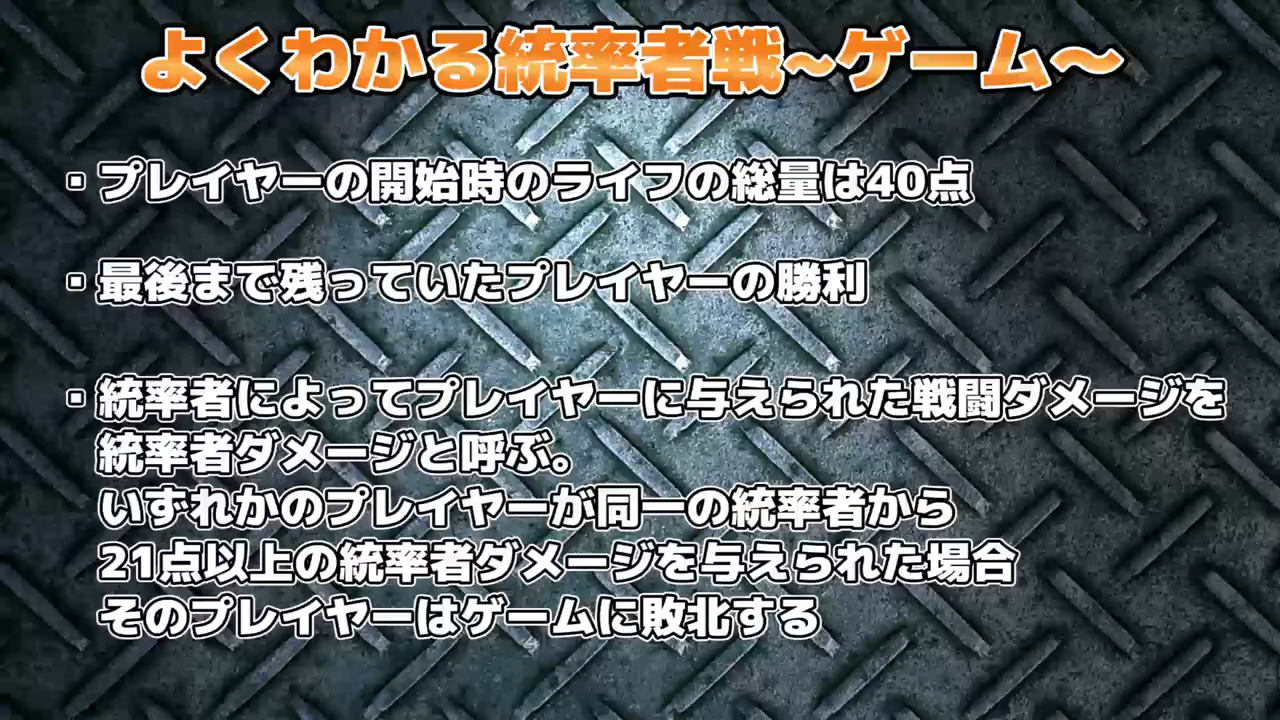 よくわかる統率者戦~ゲーム～
・プレイヤーの開始時のライフの総量は40点
・最後まで残っていたプレイヤーの勝利
・統率者によってプレイヤーに与えられた戦闘ダメージを
統率者ダメージと呼ぶ。
いずれかのプレイヤーが同一の統率者から
21点以上の統率者ダメージを与えられた場合
そのプレイヤーはゲームに敗北する